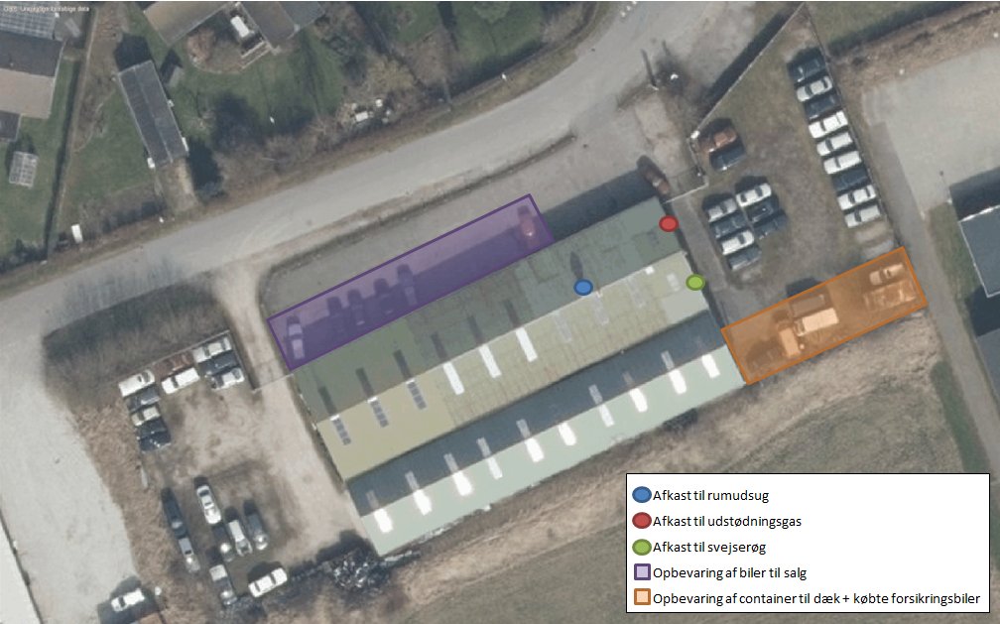 Afkast til rumudsug
Afkast til udstødningsgas
Afkast til svejserøg
Opbevaring af biler til salg
Opbevaring af container til dæk + købte forsikringsbiler